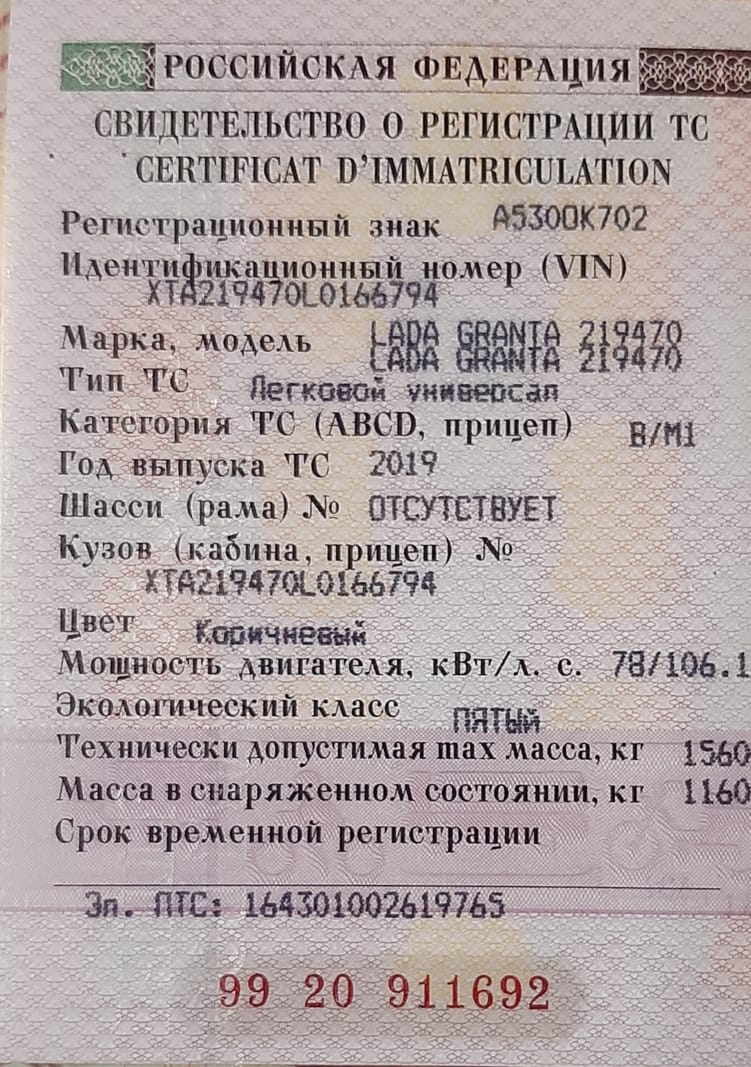 РОССИЙСКАЯ ФЕДЕРАЦИЯ
СВИДЕТЕЛЬСТВО О РЕГИСТРАЦИИ ТС
CERTIFICAT D'IMMATRICULATION
Регистрационный знак А530ОК702
Идентификационный номер (VIN)
XTA219470L0166794
Марка, модель LADA GRANTA 219470
LADA GRANTA 219470
Тип ТС Легковой универсал
Категория ТС (ABCD, прицеп) B/M1
Год выпуска ТС 2019
Шасси (рама) № ОТСУТСТВУЕТ
Кузов (кабина, прицеп) №
XTA219470L0166794
Цвет Коричневый
Мощность двигателя, кВт/л. с. 78/106.1
Экологический класс ПЯТЫЙ
Технически допустимая max масса, кг 1560
Масса в снаряженном состоянии, кг 1160
Срок временной регистрации
Эл. ПТС: 164301002619765
99 20 911692